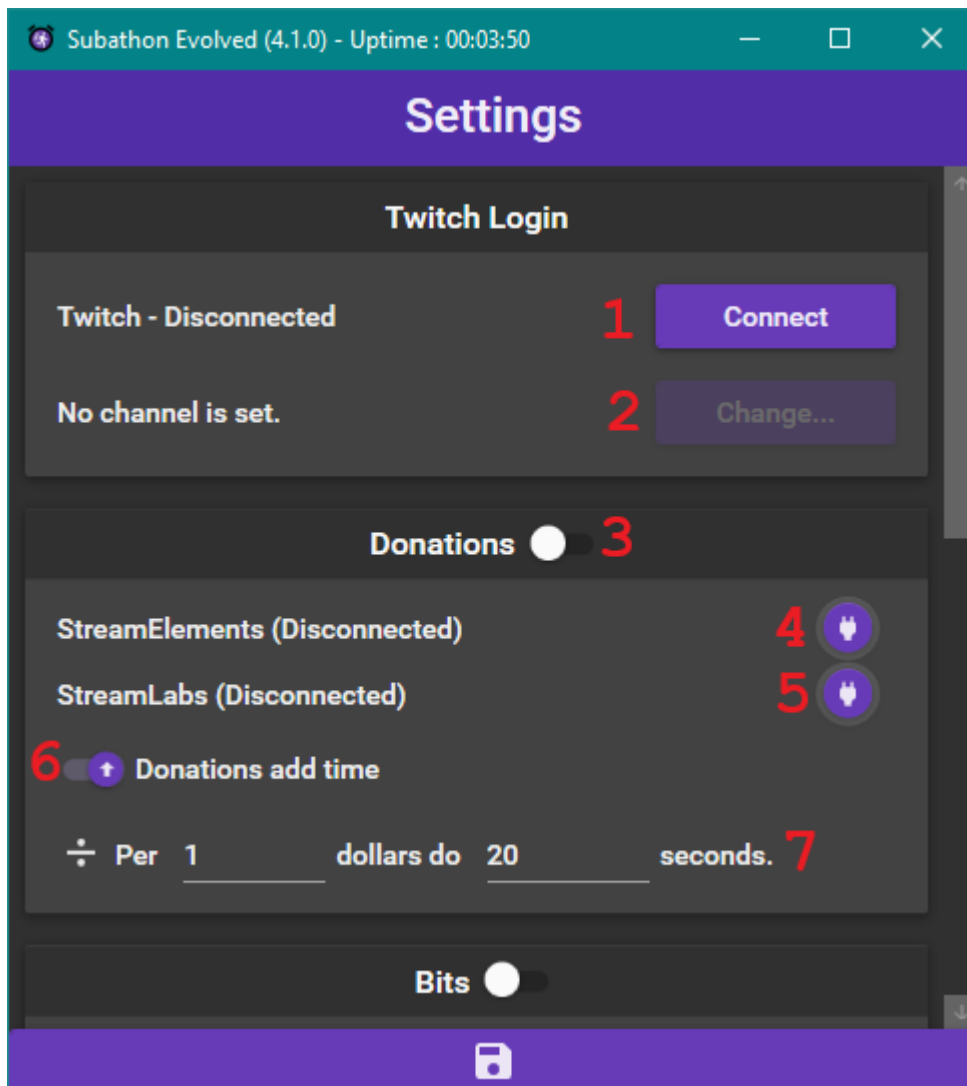 Subathon Evolved (4.1.0) - Uptime : 00:03:50
Settings
Twitch Login
Twitch - Disconnected 1 Connect
No channel is set. 2 Change...
Donations 3
StreamElements (Disconnected) 4
StreamLabs (Disconnected) 5
6 Donations add time
÷ Per 1 dollars do 20 seconds. 7
Bits